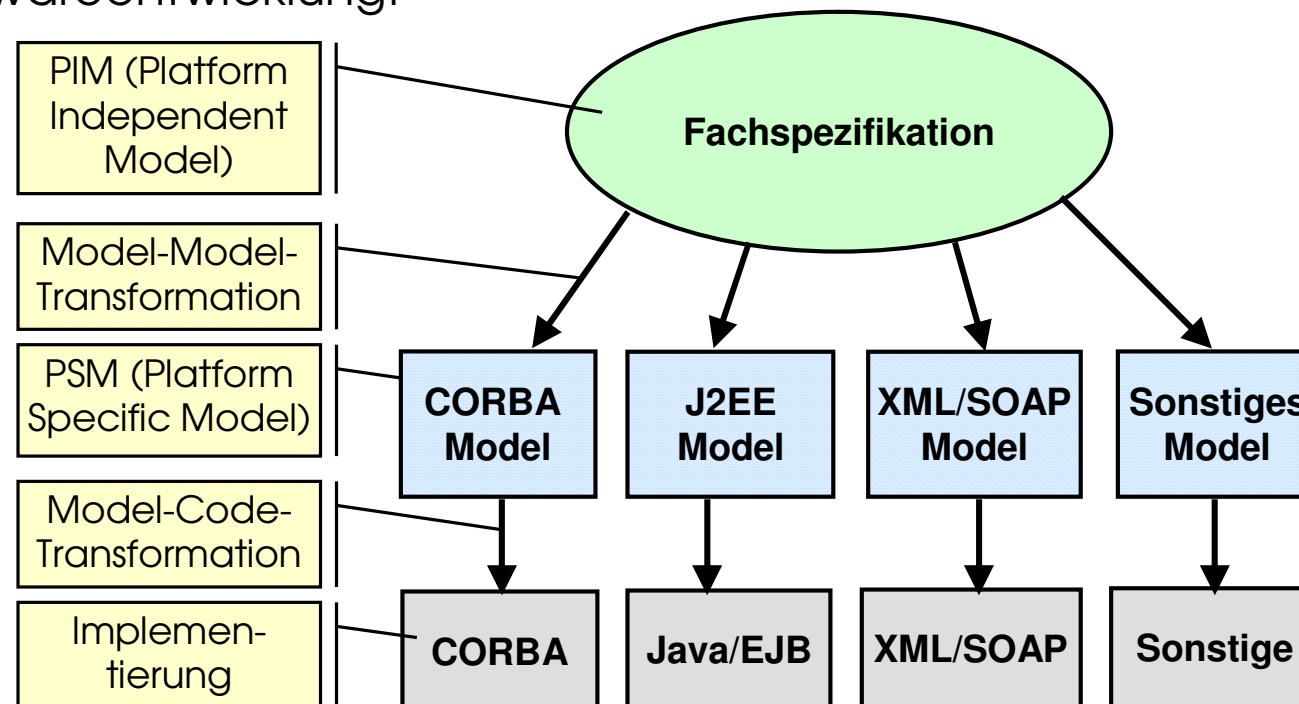 PIM (Platform
Independent
Model)
Fachspezifikation
Model-Model-
Transformation
PSM (Platform
Specific Model)
CORBA
Model
J2EE
Model
XML/SOAP
Model
Sonstiges
Model
Model-Code-
Transformation
Implemen-
tierung
CORBA
Java/EJB
XML/SOAP
Sonstige